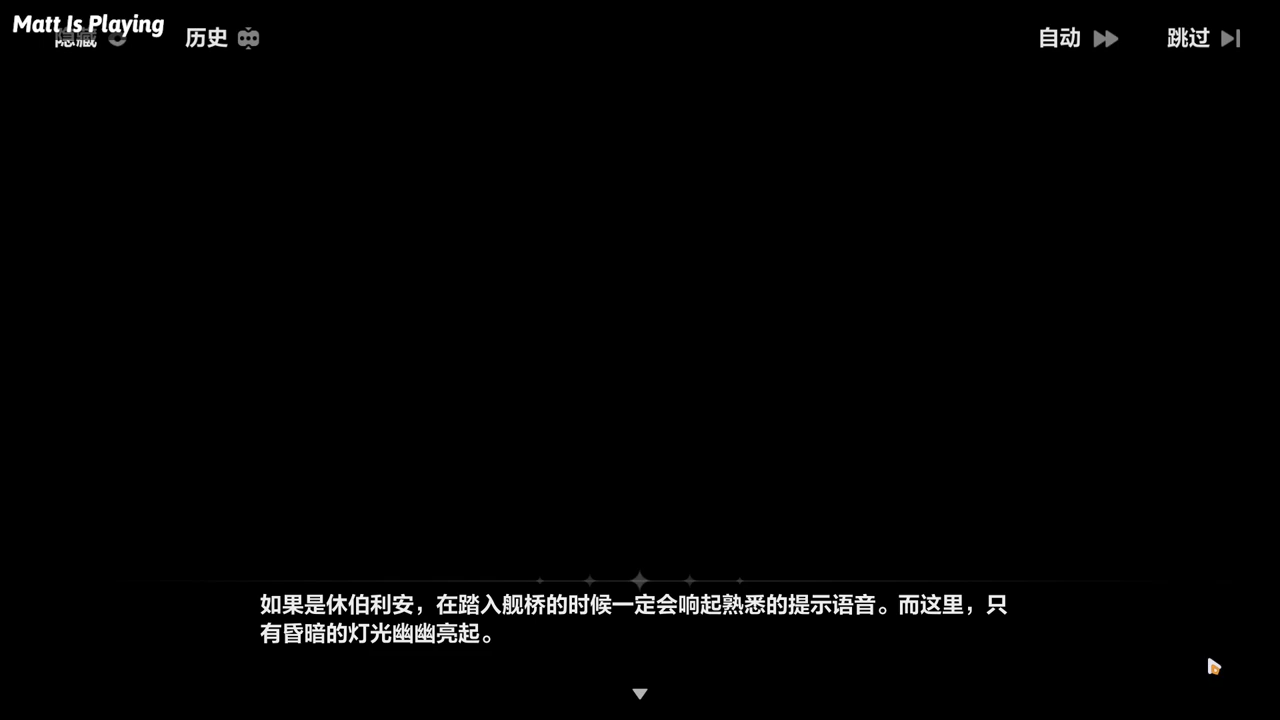 Matt Is Playing
隐藏
历史
自动
跳过
如果是休伯利安，在踏入舰桥的时候一定会响起熟悉的提示语音。而这里，只
有昏暗的灯光幽幽亮起。